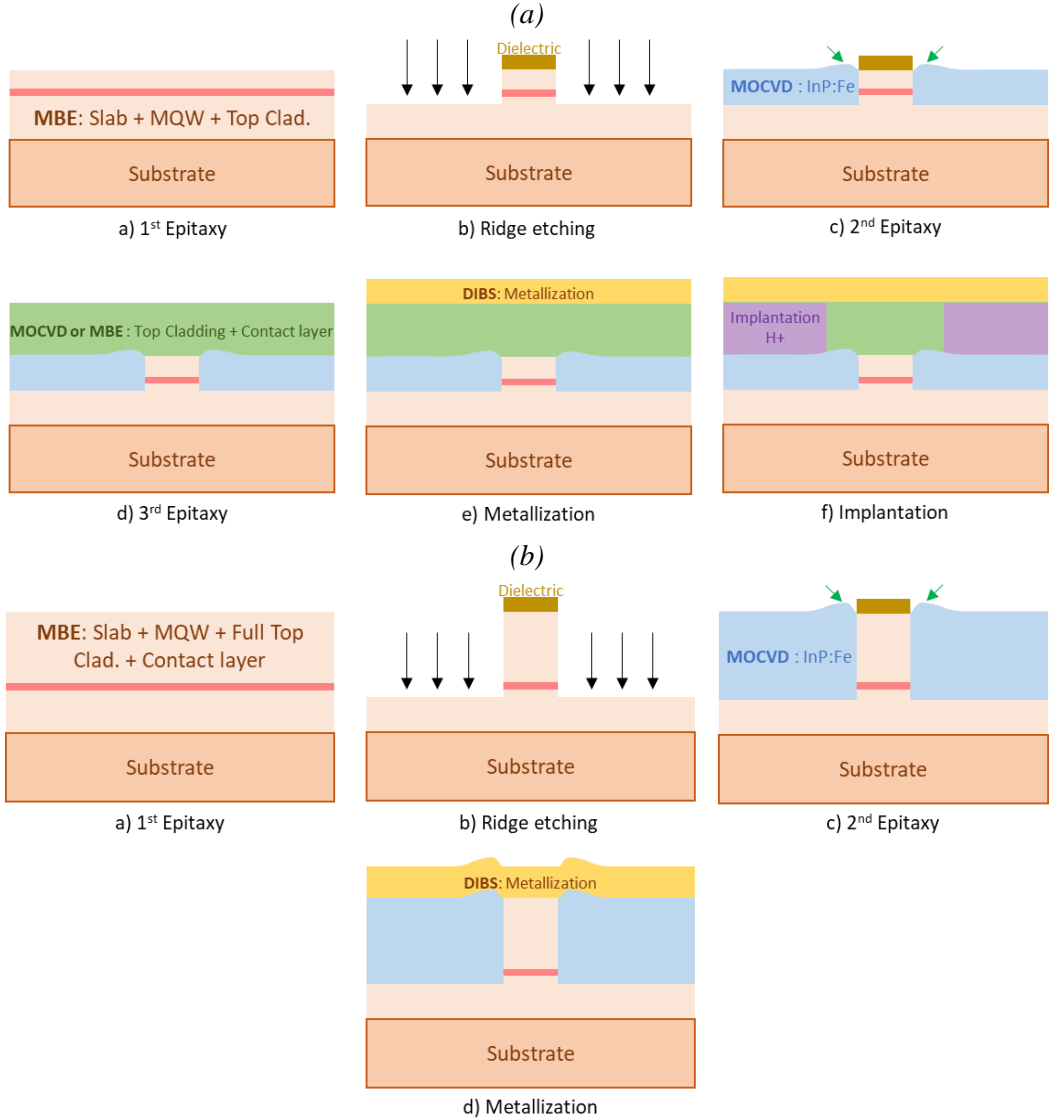 (a)
MBE: Slab + MQW + Top Clad.
Substrate
a) 1st Epitaxy
Dielectric
Substrate
b) Ridge etching
MOCVD : InP:Fe
Substrate
c) 2nd Epitaxy
MOCVD or MBE : Top Cladding + Contact layer
Substrate
d) 3rd Epitaxy
DIBS: Metallization
Substrate
e) Metallization
Implantation
H+
Substrate
f) Implantation
(b)
MBE: Slab + MQW + Full Top
Clad. + Contact layer
Substrate
a) 1st Epitaxy
Dielectric
Substrate
b) Ridge etching
MOCVD : InP:Fe
Substrate
c) 2nd Epitaxy
DIBS: Metallization
Substrate
d) Metallization